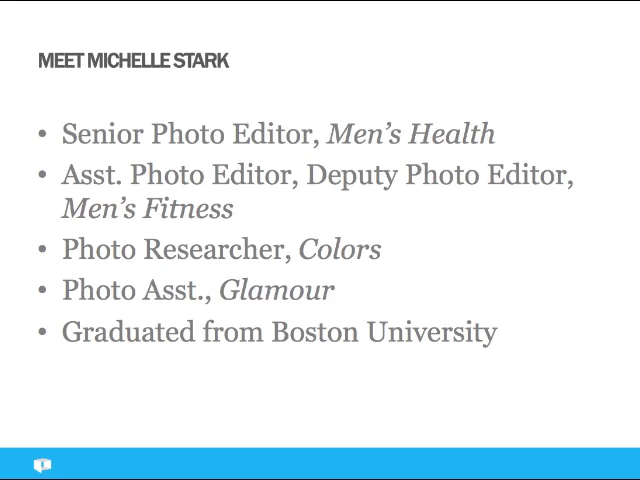 MEET MICHELLE STARK
• Senior Photo Editor, Men's Health
• Asst. Photo Editor, Deputy Photo Editor,
Men's Fitness
• Photo Researcher, Colors
• Photo Asst., Glamour
• Graduated from Boston University